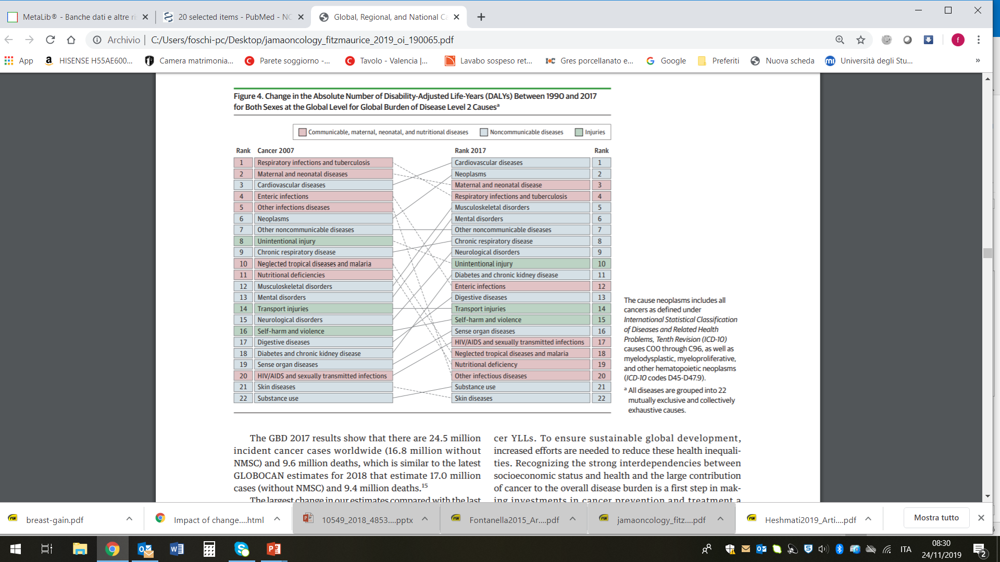 MetaLib® - Banche dati e altre ri
20 selected items - PubMed - NC
Global, Regional, and National Ca
Archivio
C:/Users/foschi-pc/Desktop/jamaoncology_fitzmaurice_2019_oi_190065.pdf
f
App
HISENSE H55AE600...
Camera matrimonia...
Parete soggiorno -...
Tavolo - Valencia |...
Lavabo sospeso ret...
Gres porcellanato e...
Google
Preferiti
Nuova scheda
Università degli Stu...
»
Figure 4. Change in the Absolute Number of Disability-Adjusted Life-Years (DALYs) Between 1990 and 2017
for Both Sexes at the Global Level for Global Burden of Disease Level 2 Causesª
Communicable, maternal, neonatal, and nutritional diseases
Noncommunicable diseases
Injuries
Rank Cancer 2007
1 Respiratory infections and tuberculosis
2 Maternal and neonatal diseases
3 Cardiovascular diseases
4 Enteric infections
5 Other infections diseases
6 Neoplasms
7 Other noncommunicable diseases
8 Unintentional injury
9 Chronic respiratory disease
10 Neglected tropical diseases and malaria
11 Nutritional deficiencies
12 Musculoskeletal disorders
13 Mental disorders
14 Transport injuries
15 Neurological disorders
16 Self-harm and violence
17 Digestive diseases
18 Diabetes and chronic kidney disease
19 Sense organ diseases
20 HIV/AIDS and sexually transmitted infections
21 Skin diseases
22 Substance use
Rank 2017 Rank
Cardiovascular diseases 1
Neoplasms 2
Maternal and neonatal disease 3
Respiratory infections and tuberculosis 4
Musculoskeletal disorders 5
Mental disorders 6
Other noncommunicable diseases 7
Chronic respiratory disease 8
Neurological disorders 9
Unintentional injury 10
Diabetes and chronic kidney disease 11
Enteric infections 12
Digestive diseases 13
Transport injuries 14
Self-harm and violence 15
Sense organ diseases 16
HIV/AIDS and sexually transmitted infections 17
Neglected tropical diseases and malaria 18
Nutritional deficiency 19
Other infectious diseases 20
Substance use 21
Skin diseases 22
The cause neoplasms includes all
cancers as defined under
International Statistical Classification
of Diseases and Related Health
Problems, Tenth Revision (ICD-10)
causes C00 through C96, as well as
myelodysplastic, myeloproliferative,
and other hematopoietic neoplasms
(ICD-10 codes D45-D47.9).
ª All diseases are grouped into 22
mutually exclusive and collectively
exhaustive causes.
The GBD 2017 results show that there are 24.5 million
incident cancer cases worldwide (16.8 million without
NMSC) and 9.6 million deaths, which is similar to the latest
GLOBOCAN estimates for 2018 that estimate 17.0 million
cases (without NMSC) and 9.4 million deaths.¹⁵
The largest change in our estimates compared with the last
cer YLLs. To ensure sustainable global development,
increased efforts are needed to reduce these health inequali-
ties. Recognizing the strong interdependencies between
socioeconomic status and health and the large contribution
of cancer to the overall disease burden is a first step in mak-
ing investments in cancer prevention and treatment a
breast-gain.pdf
Impact of change....html
10549_2018_4853....pptx
Fontanella2015_Ar....pdf
jamaoncology_fitz....pdf
Heshmati2019_Arti....pdf
Mostra tutto
ITA
08:30
24/11/2019
2